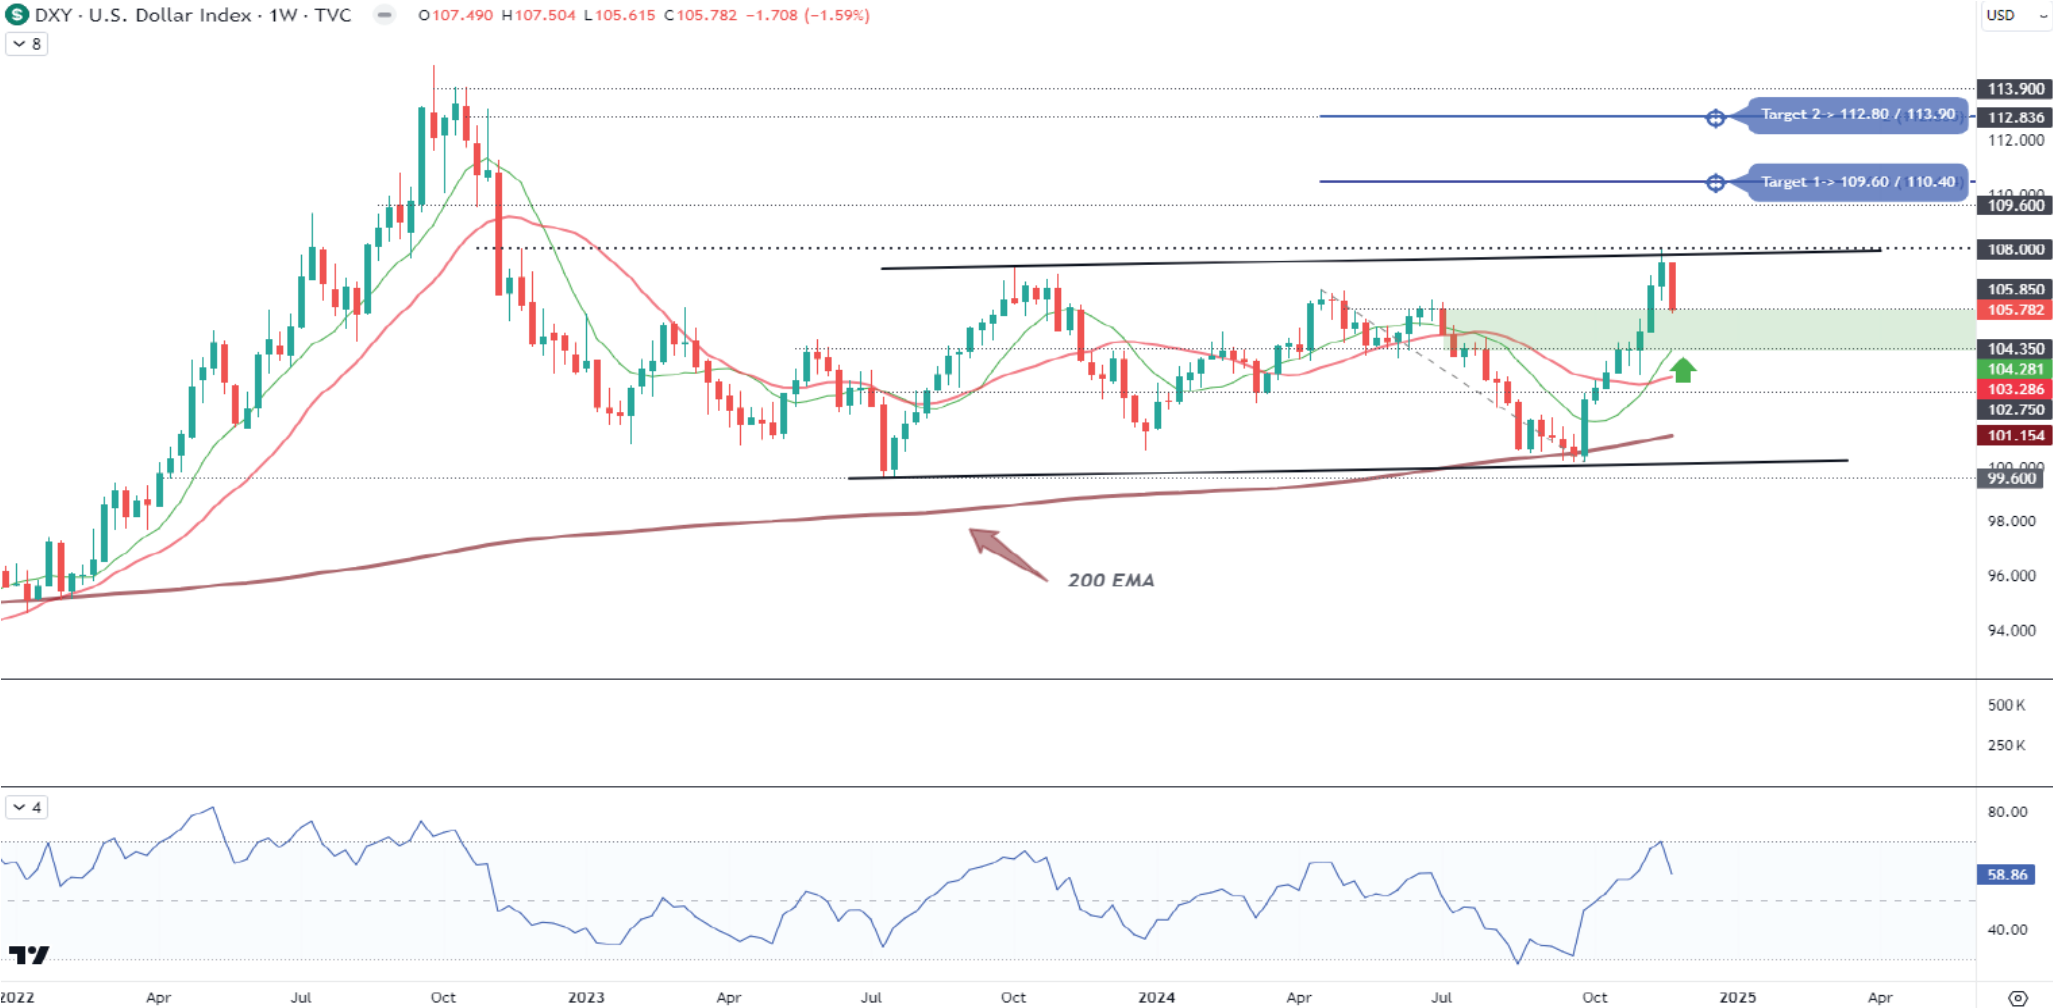 S DXY · U.S. Dollar Index · 1W · TVC O107.490 H107.504 L105.615 C105.782 −1.708 (−1.59%)
USD
8
113.900
Target 2-> 112.80 / 113.90
112.836
112.000
Target 1-> 109.60 / 110.40
110.000
109.600
108.000
105.850
105.782
104.350
104.281
103.286
102.750
101.154
100.000
99.600
98.000
200 EMA
96.000
94.000
500 K
250 K
4
80.00
58.86
40.00
2022 Apr Jul Oct 2023 Apr Jul Oct 2024 Apr Jul Oct 2025 Apr